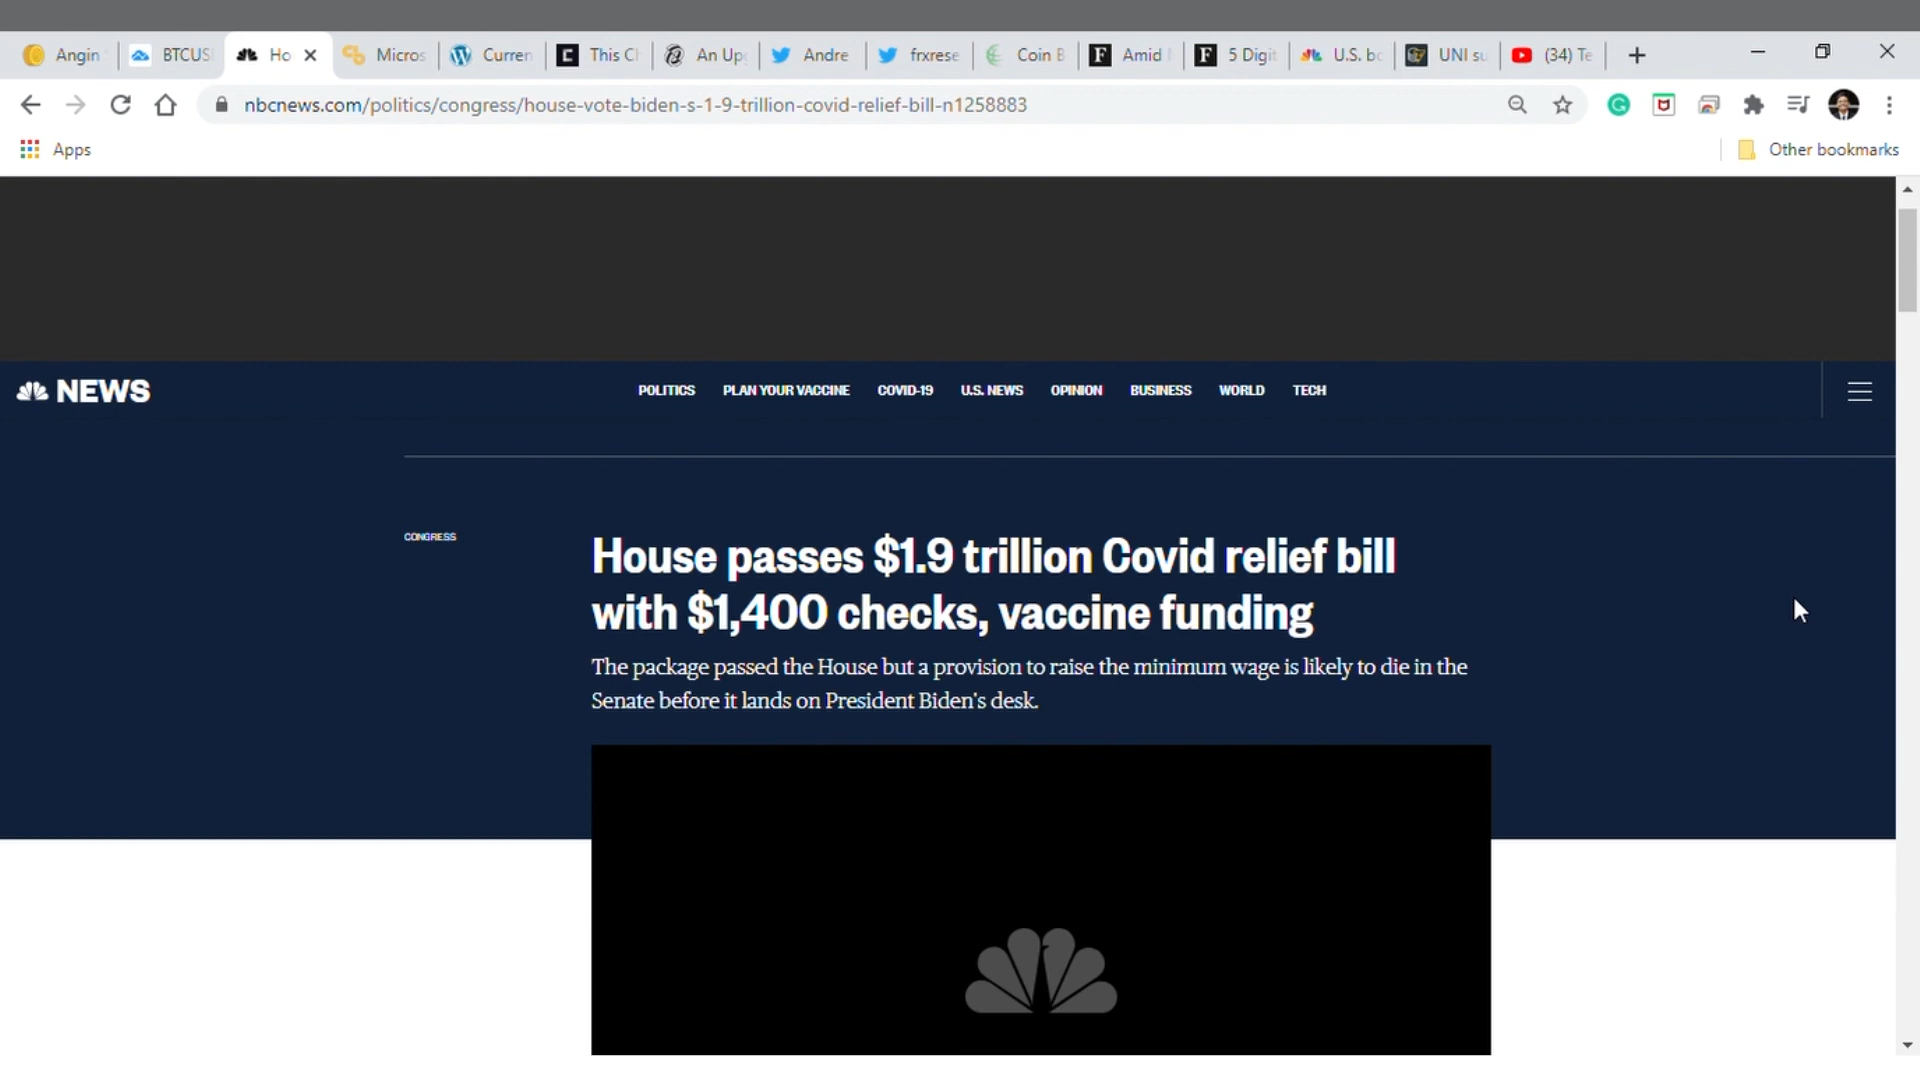 Angin
BTCUS
Ho
Micros
Curren
This Cl
An Up
Andre
frxrese
Coin B
Amid
5 Digit
U.S. bo
UNI su
(34) Te
nbcnews.com/politics/congress/house-vote-biden-s-1-9-trillion-covid-relief-bill-n1258883
Apps
Other bookmarks
NEWS
POLITICS PLAN YOUR VACCINE COVID-19 U.S. NEWS OPINION BUSINESS WORLD TECH
CONGRESS
House passes $1.9 trillion Covid relief bill
with $1,400 checks, vaccine funding
The package passed the House but a provision to raise the minimum wage is likely to die in the
Senate before it lands on President Biden's desk.